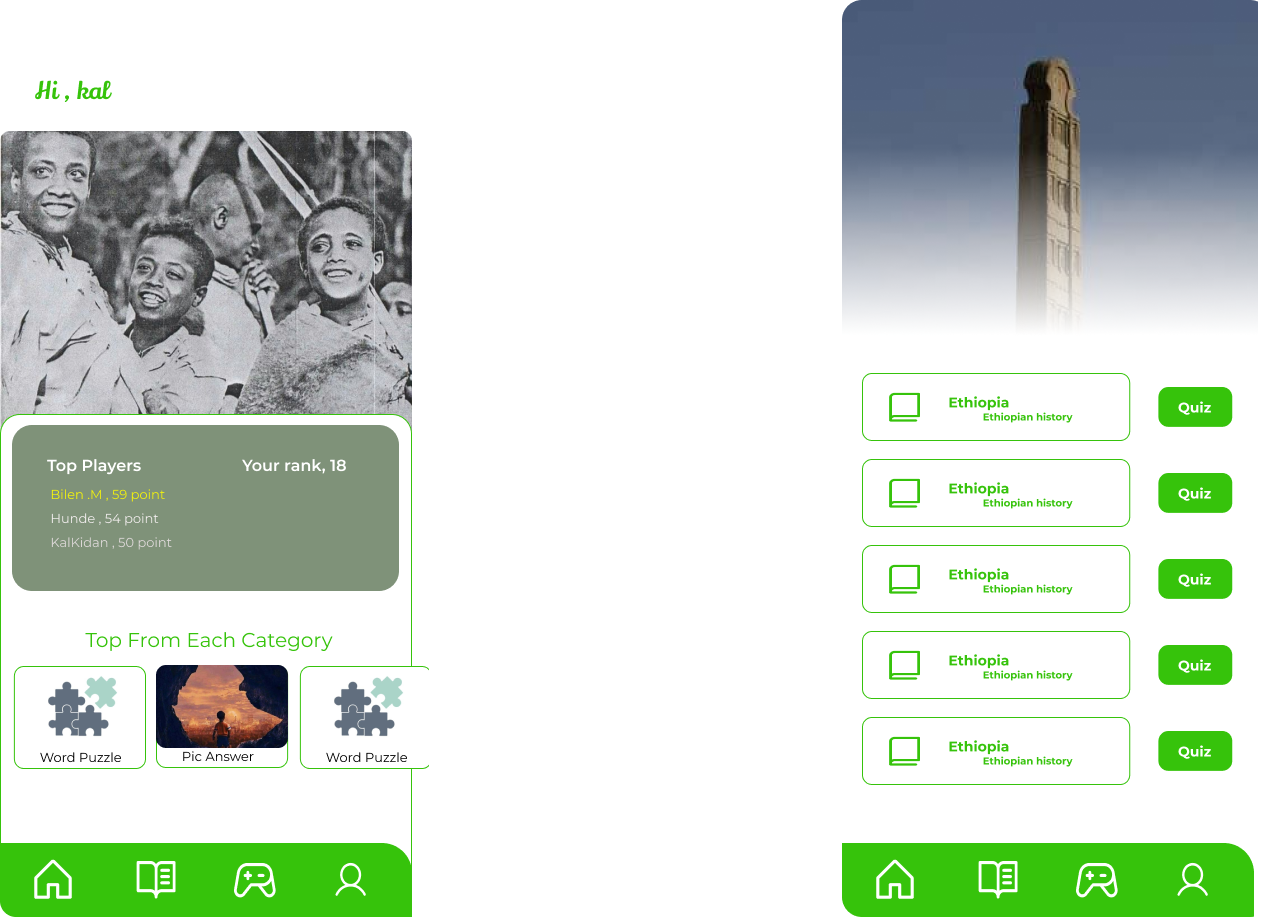 Hi , kal
Top Players
Your rank, 18
Bilen .M , 59 point
Hunde , 54 point
KalKidan , 50 point
Top From Each Category
Word Puzzle
Pic Answer
Word Puzzle
Ethiopia
Ethiopian history
Quiz
Ethiopia
Ethiopian history
Quiz
Ethiopia
Ethiopian history
Quiz
Ethiopia
Ethiopian history
Quiz
Ethiopia
Ethiopian history
Quiz